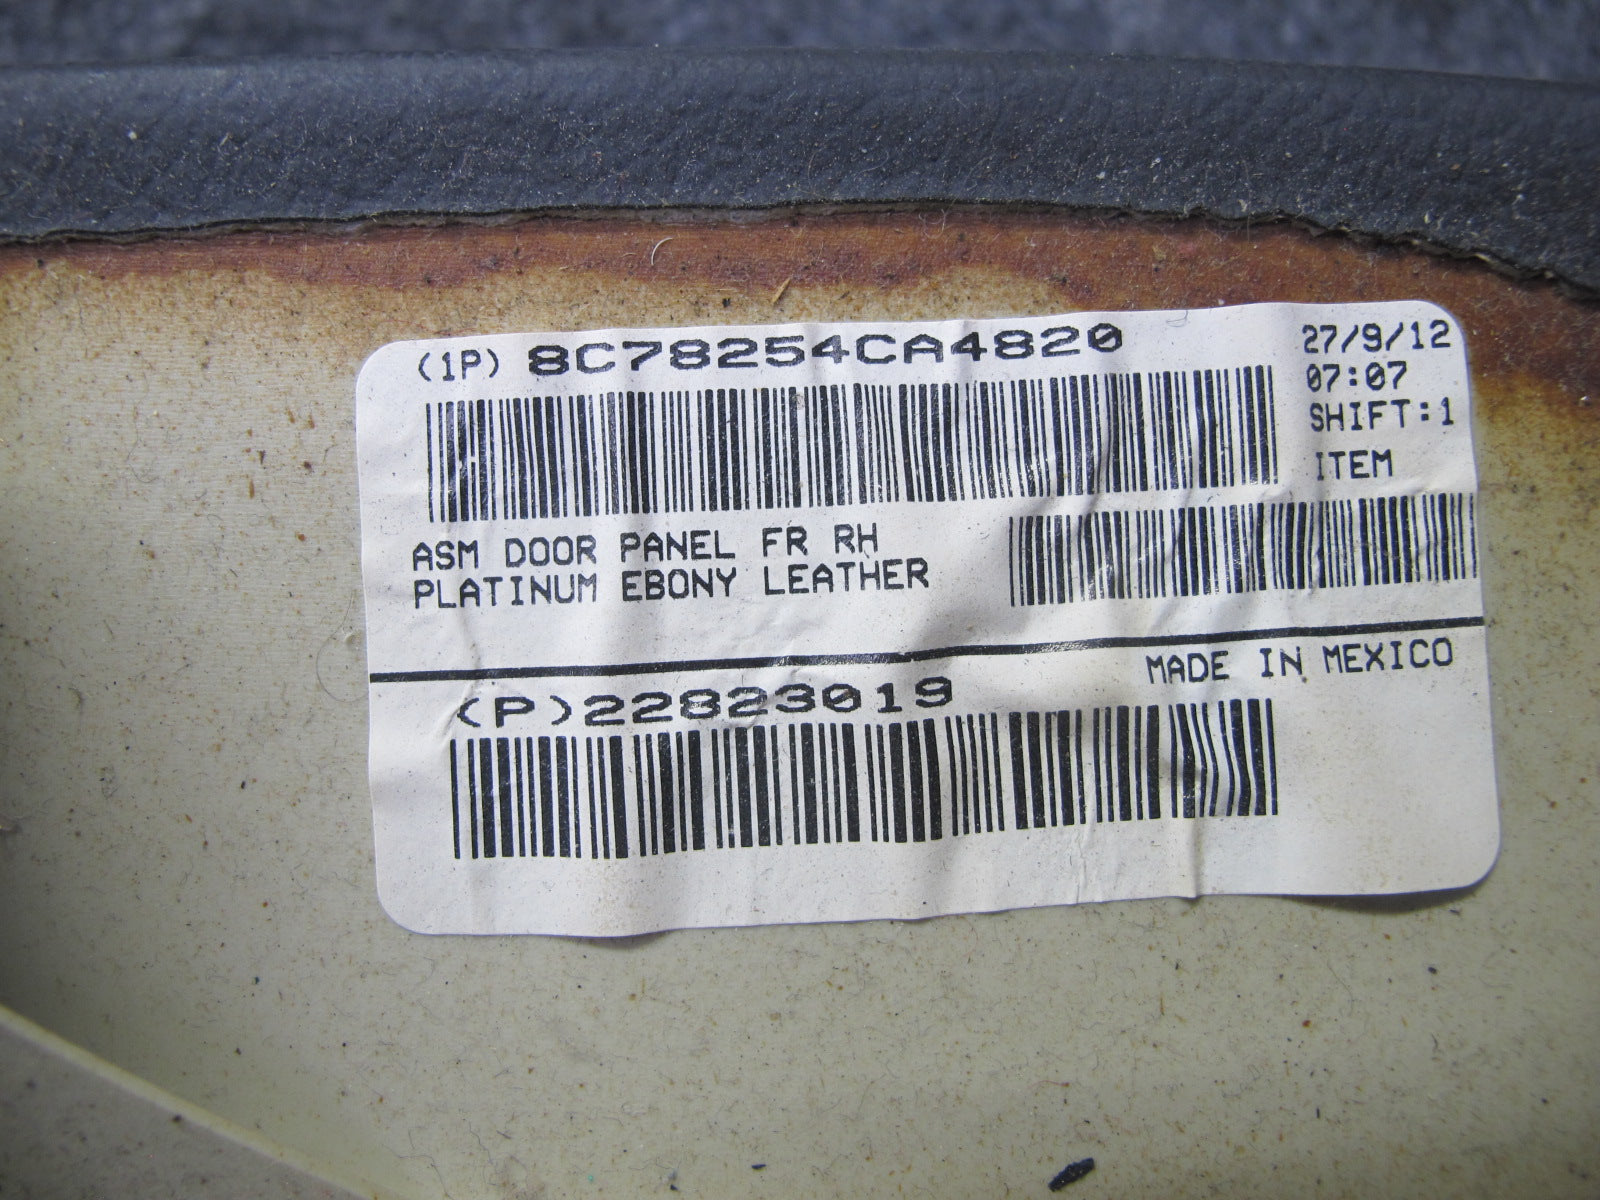 (1P) 8C78254CA4820
27/9/12
07:07
SHIFT:1
ITEM
ASM DOOR PANEL FR RH
PLATINUM EBONY LEATHER
MADE IN MEXICO
(P)22823019